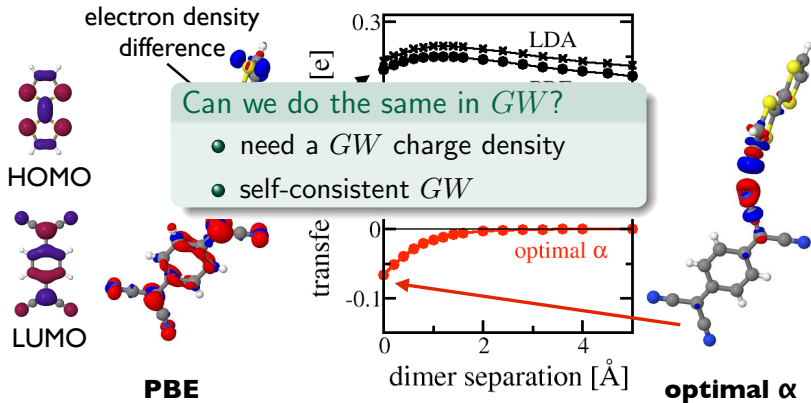 electron density
difference
HOMO
LUMO
PBE
0.3
[e]
LDA
Can we do the same in GW?
need a GW charge density
self-consistent GW
0
-0.1
transfe
optimal α
0
2
4
dimer separation [Å]
optimal α